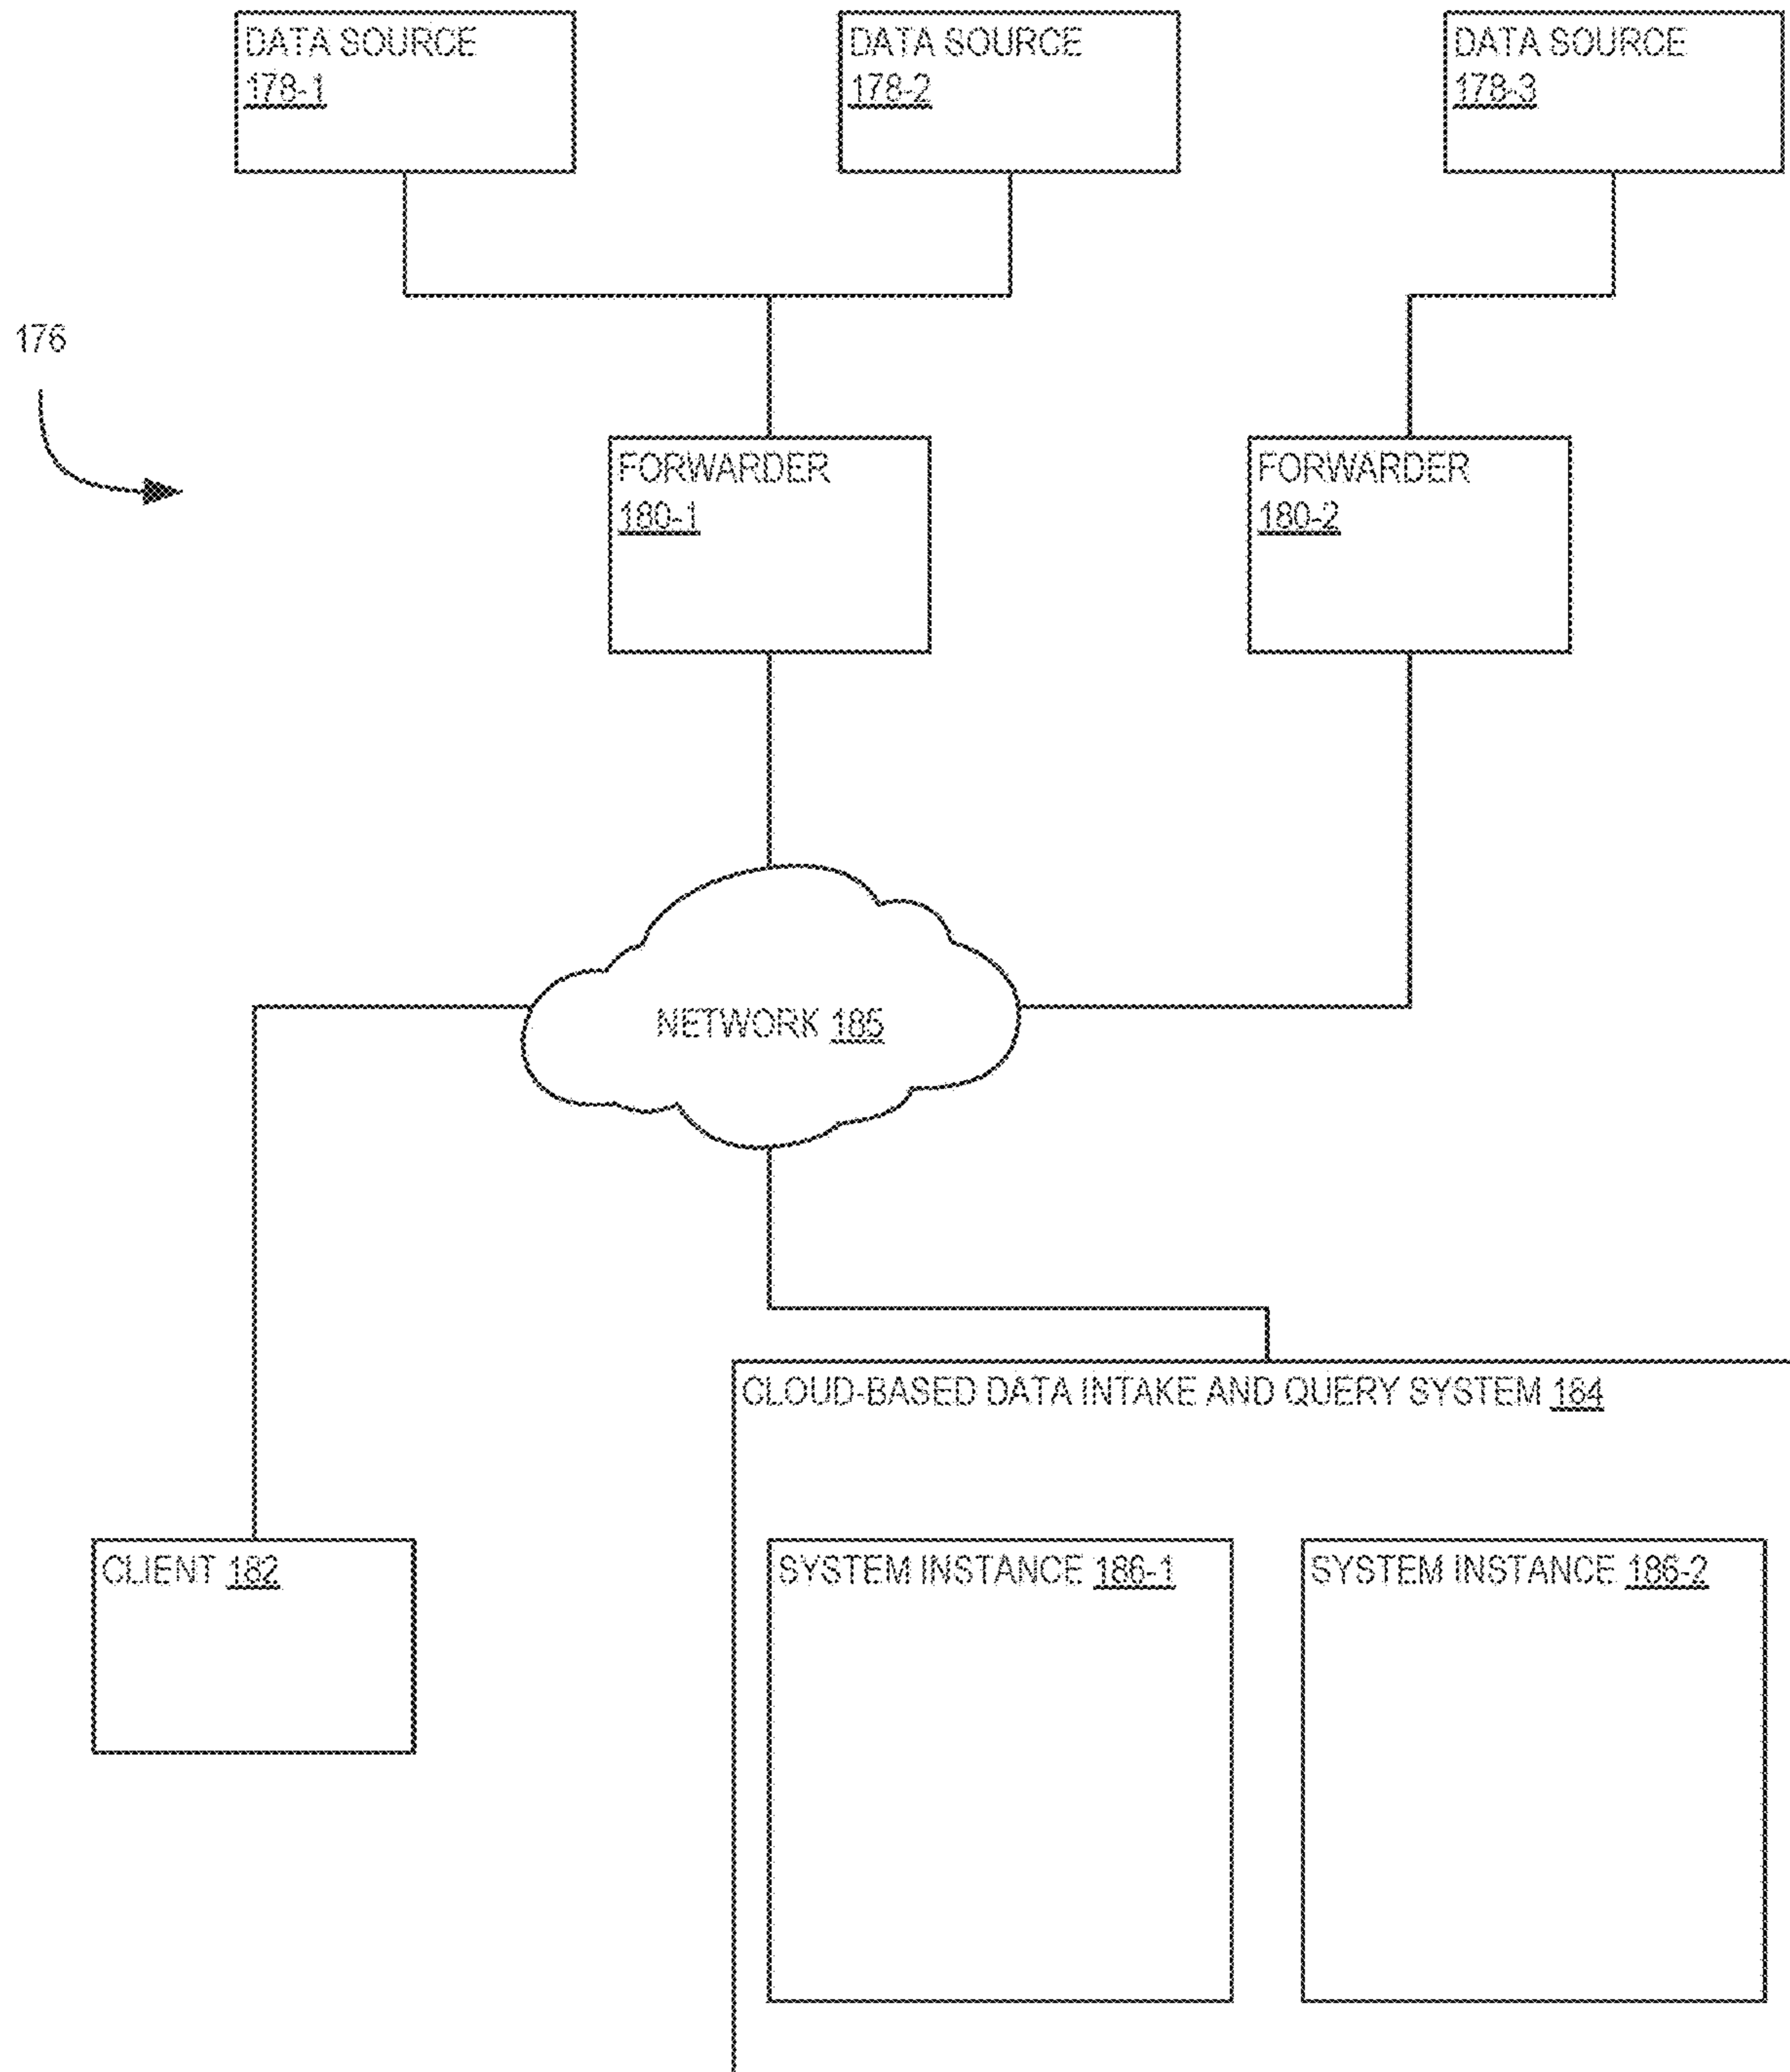 DATA SOURCE
178-1
DATA SOURCE
178-2
DATA SOURCE
178-3
176
FORWARDER
180-1
FORWARDER
180-2
NETWORK 185
CLOUD-BASED DATA INTAKE AND QUERY SYSTEM 184
CLIENT 182
SYSTEM INSTANCE 186-1
SYSTEM INSTANCE 186-2